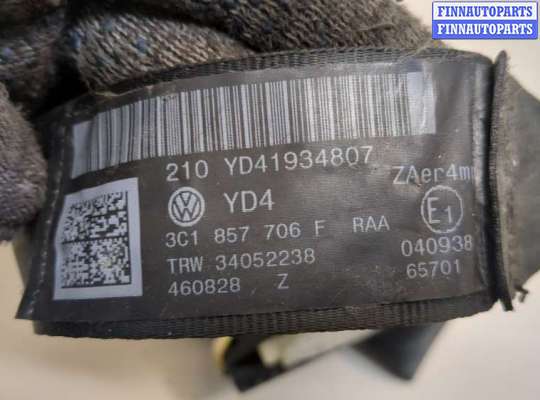 FINNAUTOPARTS
FINNAUTOPARTS
210 YD41934807
ZAer4m
YD4
E1
3C1 857 706 F RAA
040938
TRW 34052238
65701
460828 Z